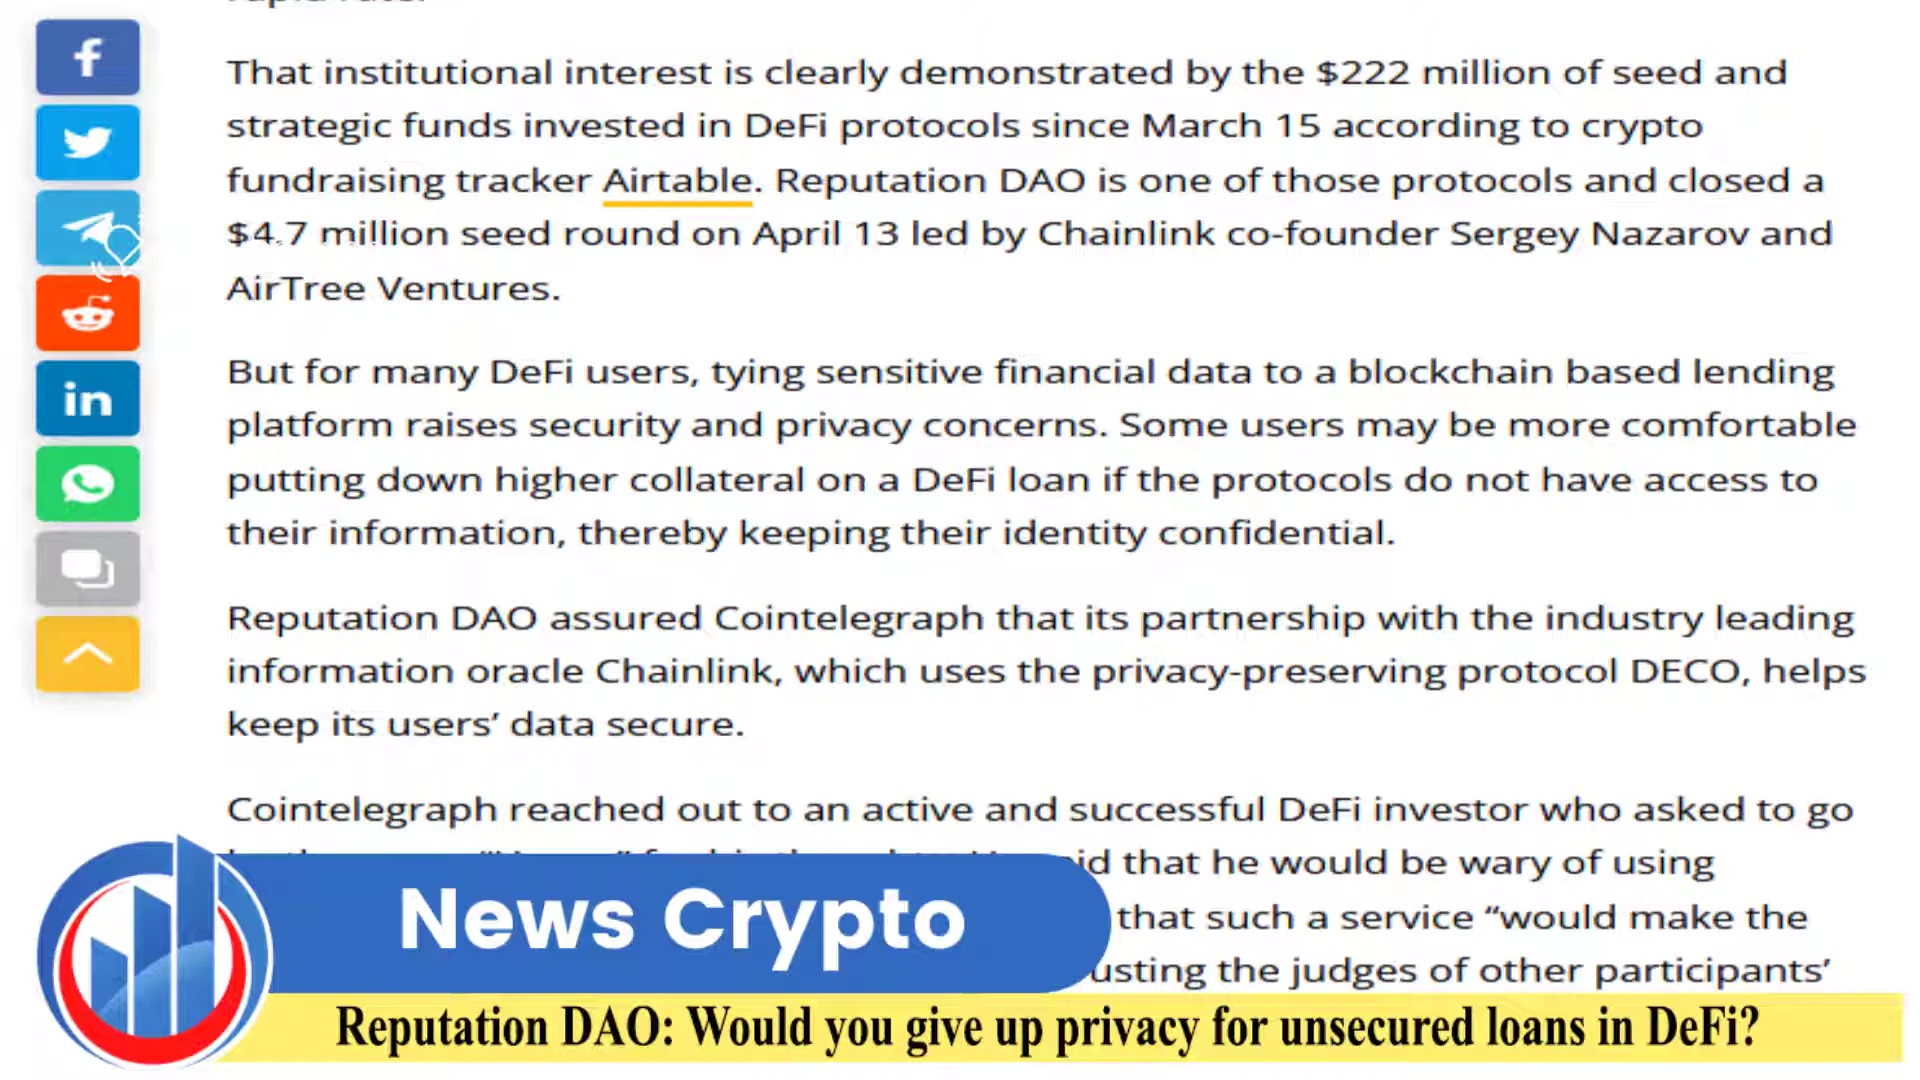 That institutional interest is clearly demonstrated by the $222 million of seed and
strategic funds invested in DeFi protocols since March 15 according to crypto
fundraising tracker Airtable. Reputation DAO is one of those protocols and closed a
$4.7 million seed round on April 13 led by Chainlink co-founder Sergey Nazarov and
AirTree Ventures.
But for many DeFi users, tying sensitive financial data to a blockchain based lending
platform raises security and privacy concerns. Some users may be more comfortable
putting down higher collateral on a DeFi loan if the protocols do not have access to
their information, thereby keeping their identity confidential.
Reputation DAO assured Cointelegraph that its partnership with the industry leading
information oracle Chainlink, which uses the privacy-preserving protocol DECO, helps
keep its users’ data secure.
Cointelegraph reached out to an active and successful DeFi investor who asked to go
that he would be wary of using
that such a service “would make the
the judges of other participants’
News Crypto
Reputation DAO: Would you give up privacy for unsecured loans in DeFi?